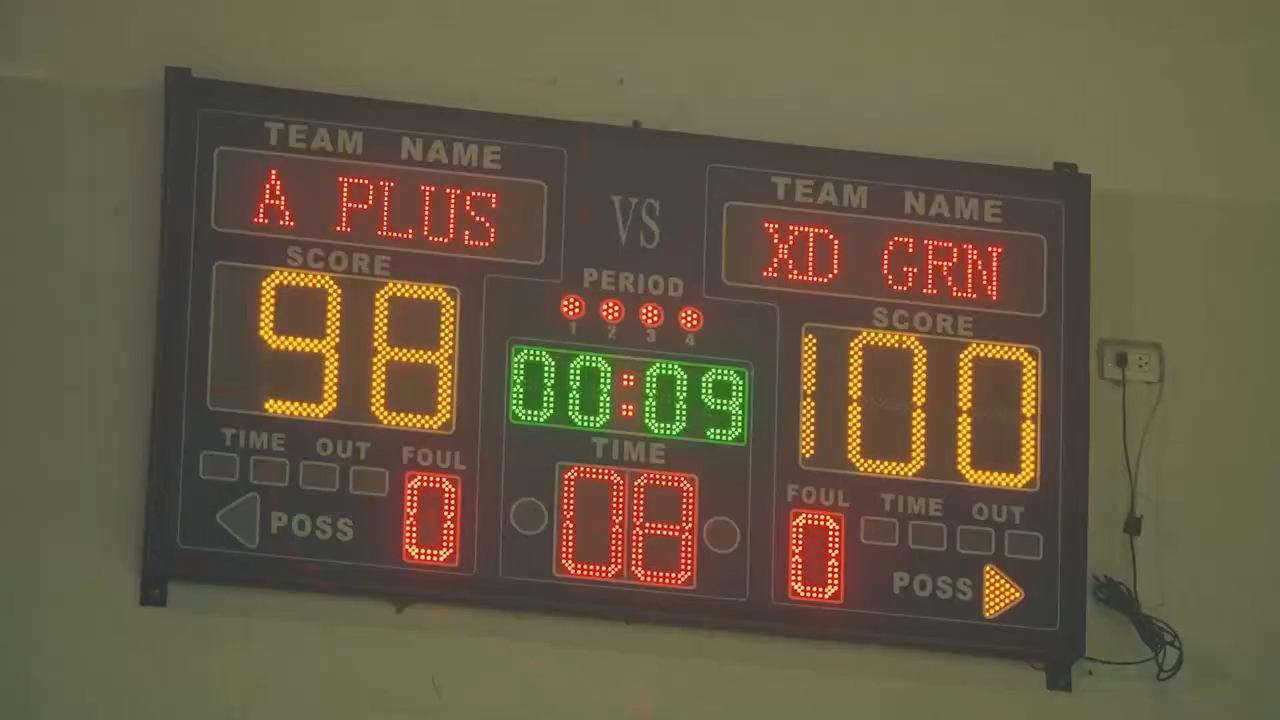 TEAM NAME
A PLUS
SCORE
98
TIME OUT
FOUL
0
POSS
VS
PERIOD
1 2 3 4
00:09
TIME
08
TEAM NAME
XD GRN
SCORE
100
FOUL
0
TIME OUT
POSS